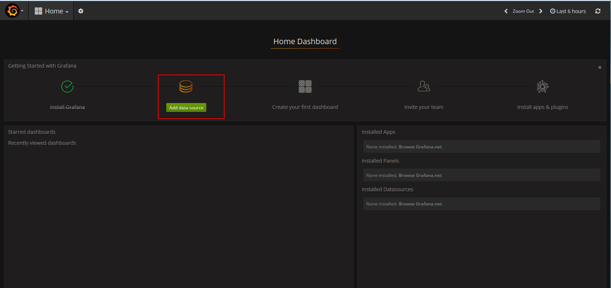 Home
Zoom Out
Last 6 hours
Home Dashboard
Getting Started with Grafana
Install Grafana
Add data source
Create your first dashboard
Invite your team
Install apps & plugins
Starred dashboards
Recently viewed dashboards
Installed Apps
None installed. Browse Grafana.net.
Installed Panels
None installed. Browse Grafana.net.
Installed Datasources
None installed. Browse Grafana.net.